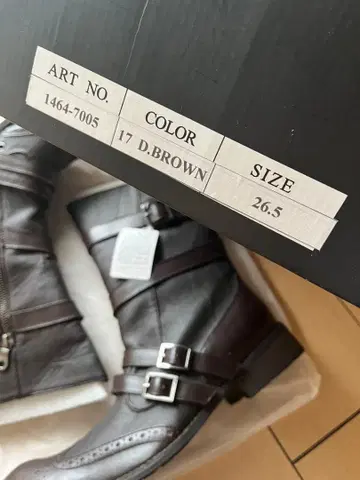 ART NO. COLOR SIZE
1464-7005 17 D.BROWN 26.5